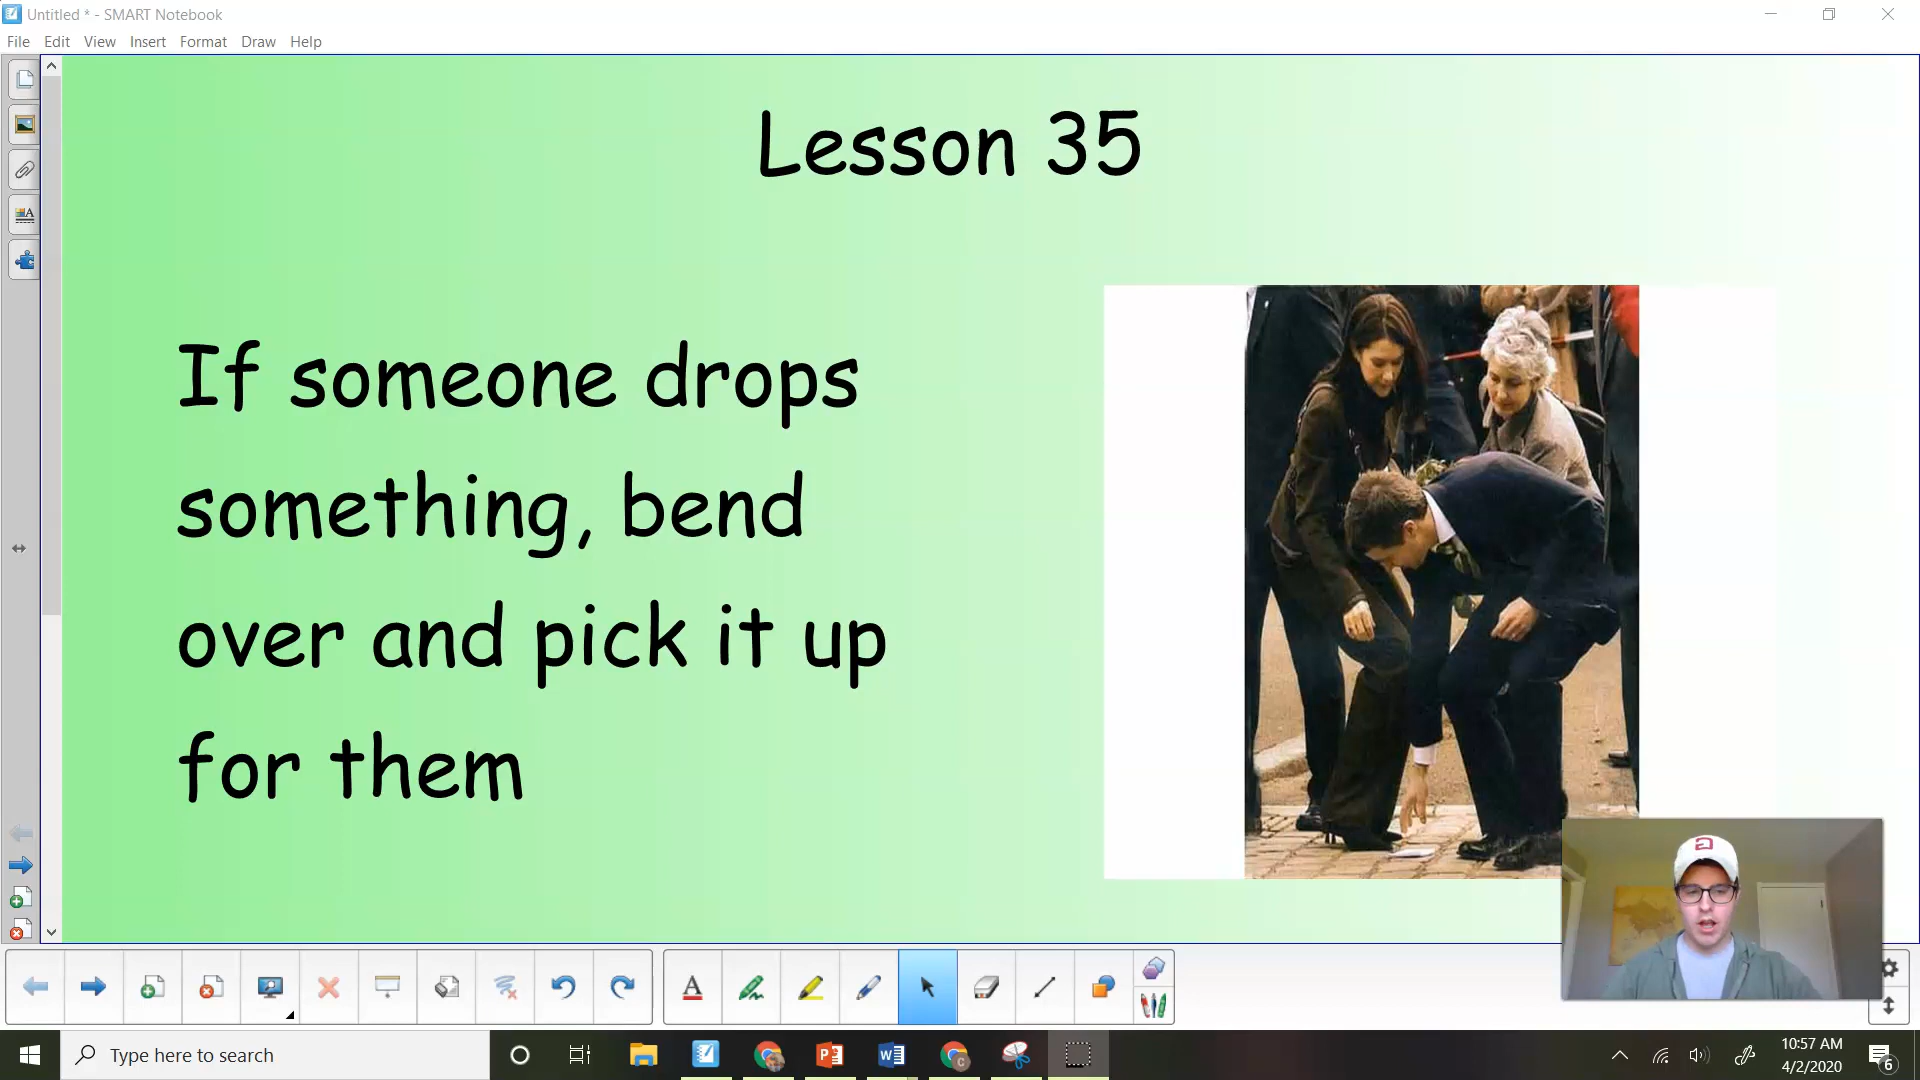 Untitled * - SMART Notebook
File Edit View Insert Format Draw Help
Lesson 35
If someone drops
something, bend
over and pick it up
for them
Type here to search
10:57 AM
4/2/2020
6